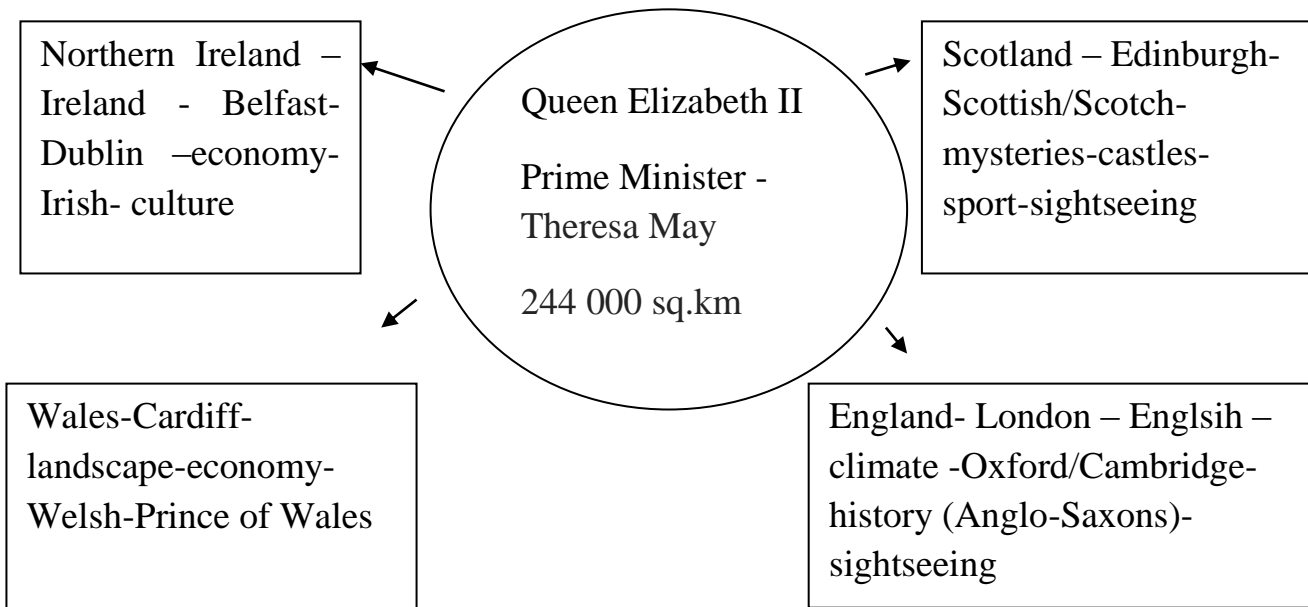 Northern Ireland –
Ireland - Belfast-
Dublin –economy-
Irish- culture
Queen Elizabeth II
Prime Minister -
Theresa May
244 000 sq.km
Scotland – Edinburgh-
Scottish/Scotch-
mysteries-castles-
sport-sightseeing
Wales-Cardiff-
landscape-economy-
Welsh-Prince of Wales
England- London – Englsih –
climate -Oxford/Cambridge-
history (Anglo-Saxons)-
sightseeing